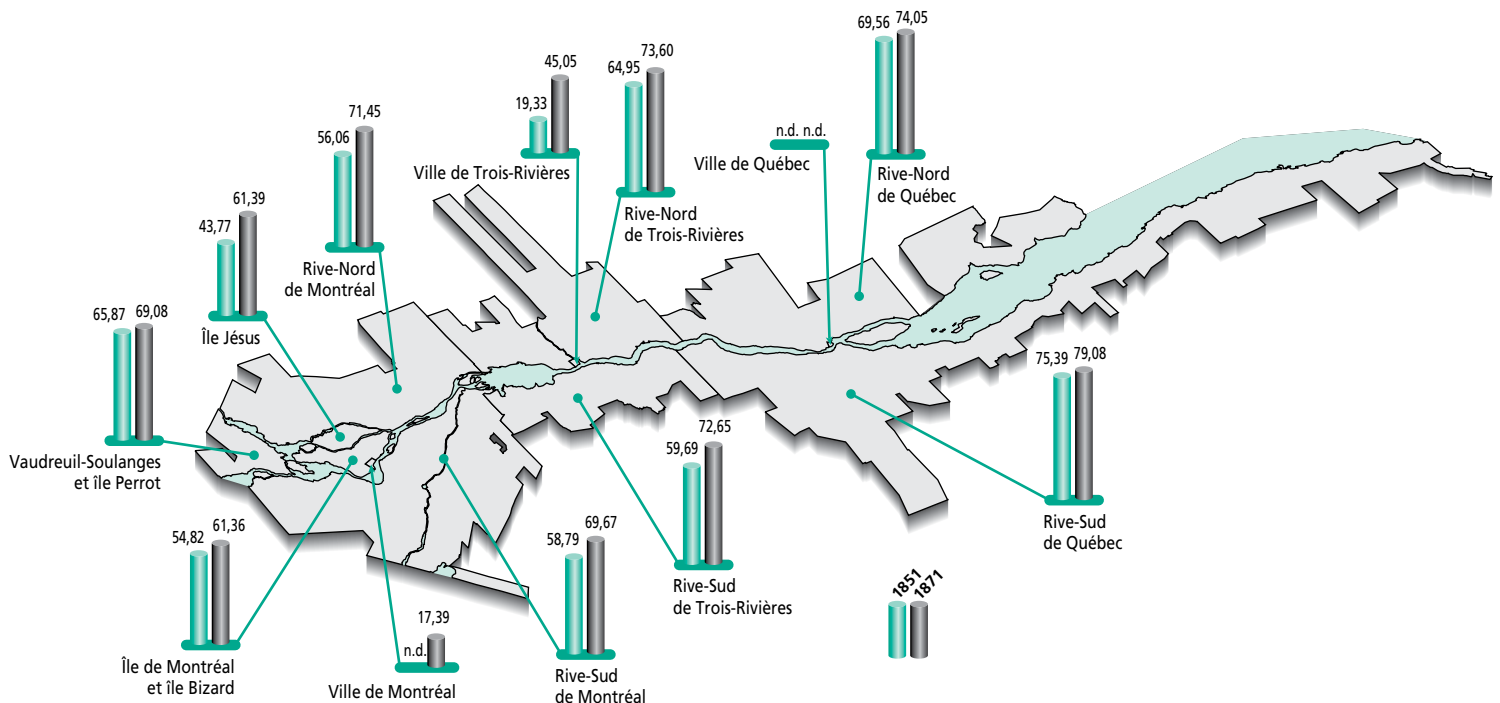 69,56 74,05
Rive-Nord
de Québec
64,95 73,60
Rive-Nord
de Trois-Rivières
19,33 45,05
Ville de Trois-Rivières
n.d. n.d.
Ville de Québec
56,06 71,45
Rive-Nord
de Montréal
43,77 61,39
Île Jésus
65,87 69,08
Vaudreuil-Soulanges
et île Perrot
75,39 79,08
Rive-Sud
de Québec
59,69 72,65
Rive-Sud
de Trois-Rivières
54,82 61,36
Île de Montréal
et île Bizard
n.d. 17,39
Ville de Montréal
58,79 69,67
Rive-Sud
de Montréal
1851
1871